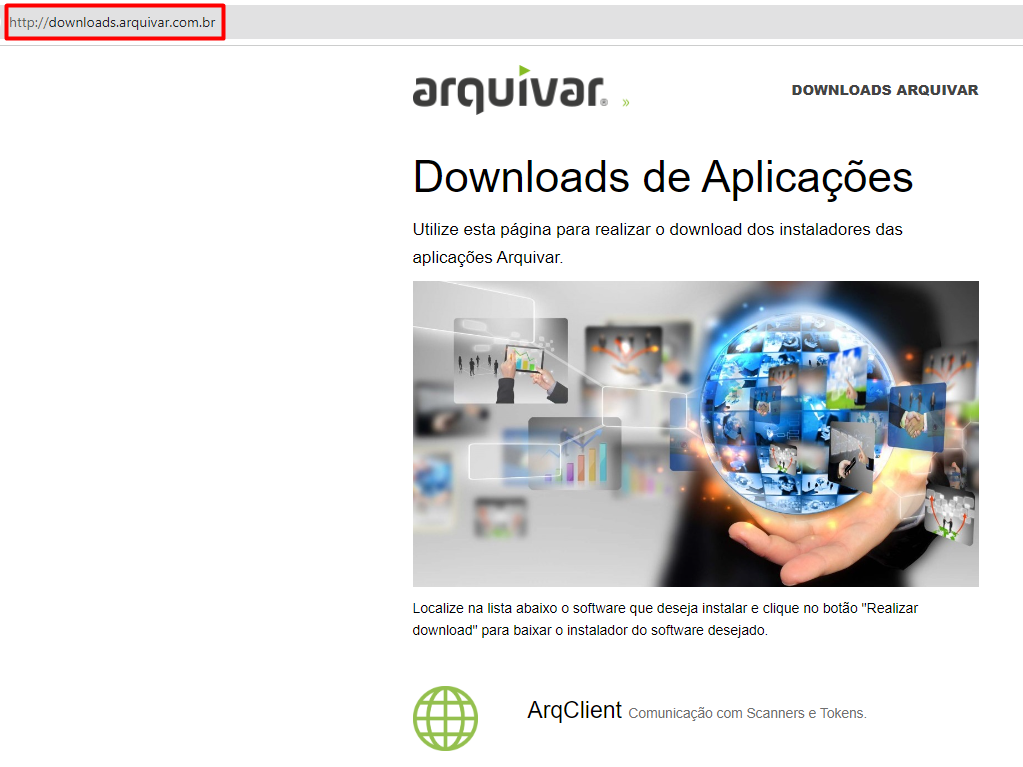 http://downloads.arquivar.com.br
arquivar® »
DOWNLOADS ARQUIVAR
Downloads de Aplicações
Utilize esta página para realizar o download dos instaladores das
aplicações Arquivar.
Localize na lista abaixo o software que deseja instalar e clique no botão "Realizar
download" para baixar o instalador do software desejado.
ArqClient Comunicação com Scanners e Tokens.